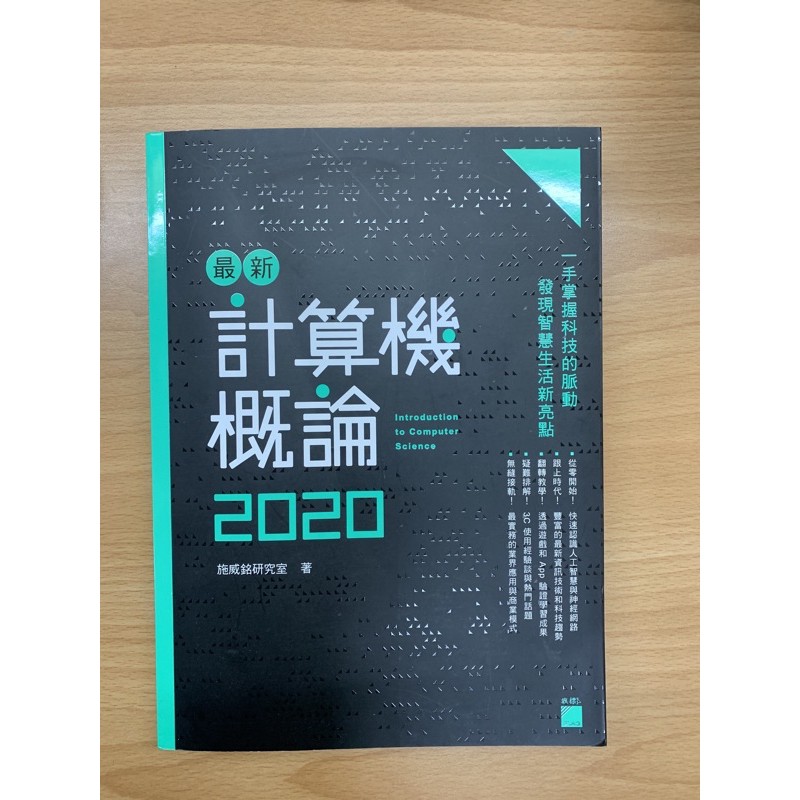 最新
計算機
概論
Introduction
to Computer
Science
2020
施威銘研究室 著
一手掌握科技的脈動
發現智慧生活新亮點
從零開始！ 快速認識人工智慧與神經網路
跟上時代！ 豐富的最新資訊技術和科技趨勢
翻轉教學！ 透過遊戲和 App 驗證學習成果
疑難排解！ 3C 使用經驗談與熱門話題
無縫接軌！ 最實務的業界應用與商業模式
旗標
FLAG